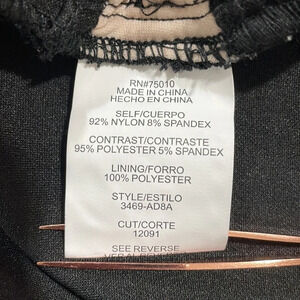 RN#75010
MADE IN CHINA
HECHO EN CHINA
SELF/CUERPO
92% NYLON 8% SPANDEX
CONTRAST/CONTRASTE
95% POLYESTER 5% SPANDEX
LINING/FORRO
100% POLYESTER
STYLE/ESTILO
3469-AD8A
CUT/CORTE
12091
SEE REVERSE